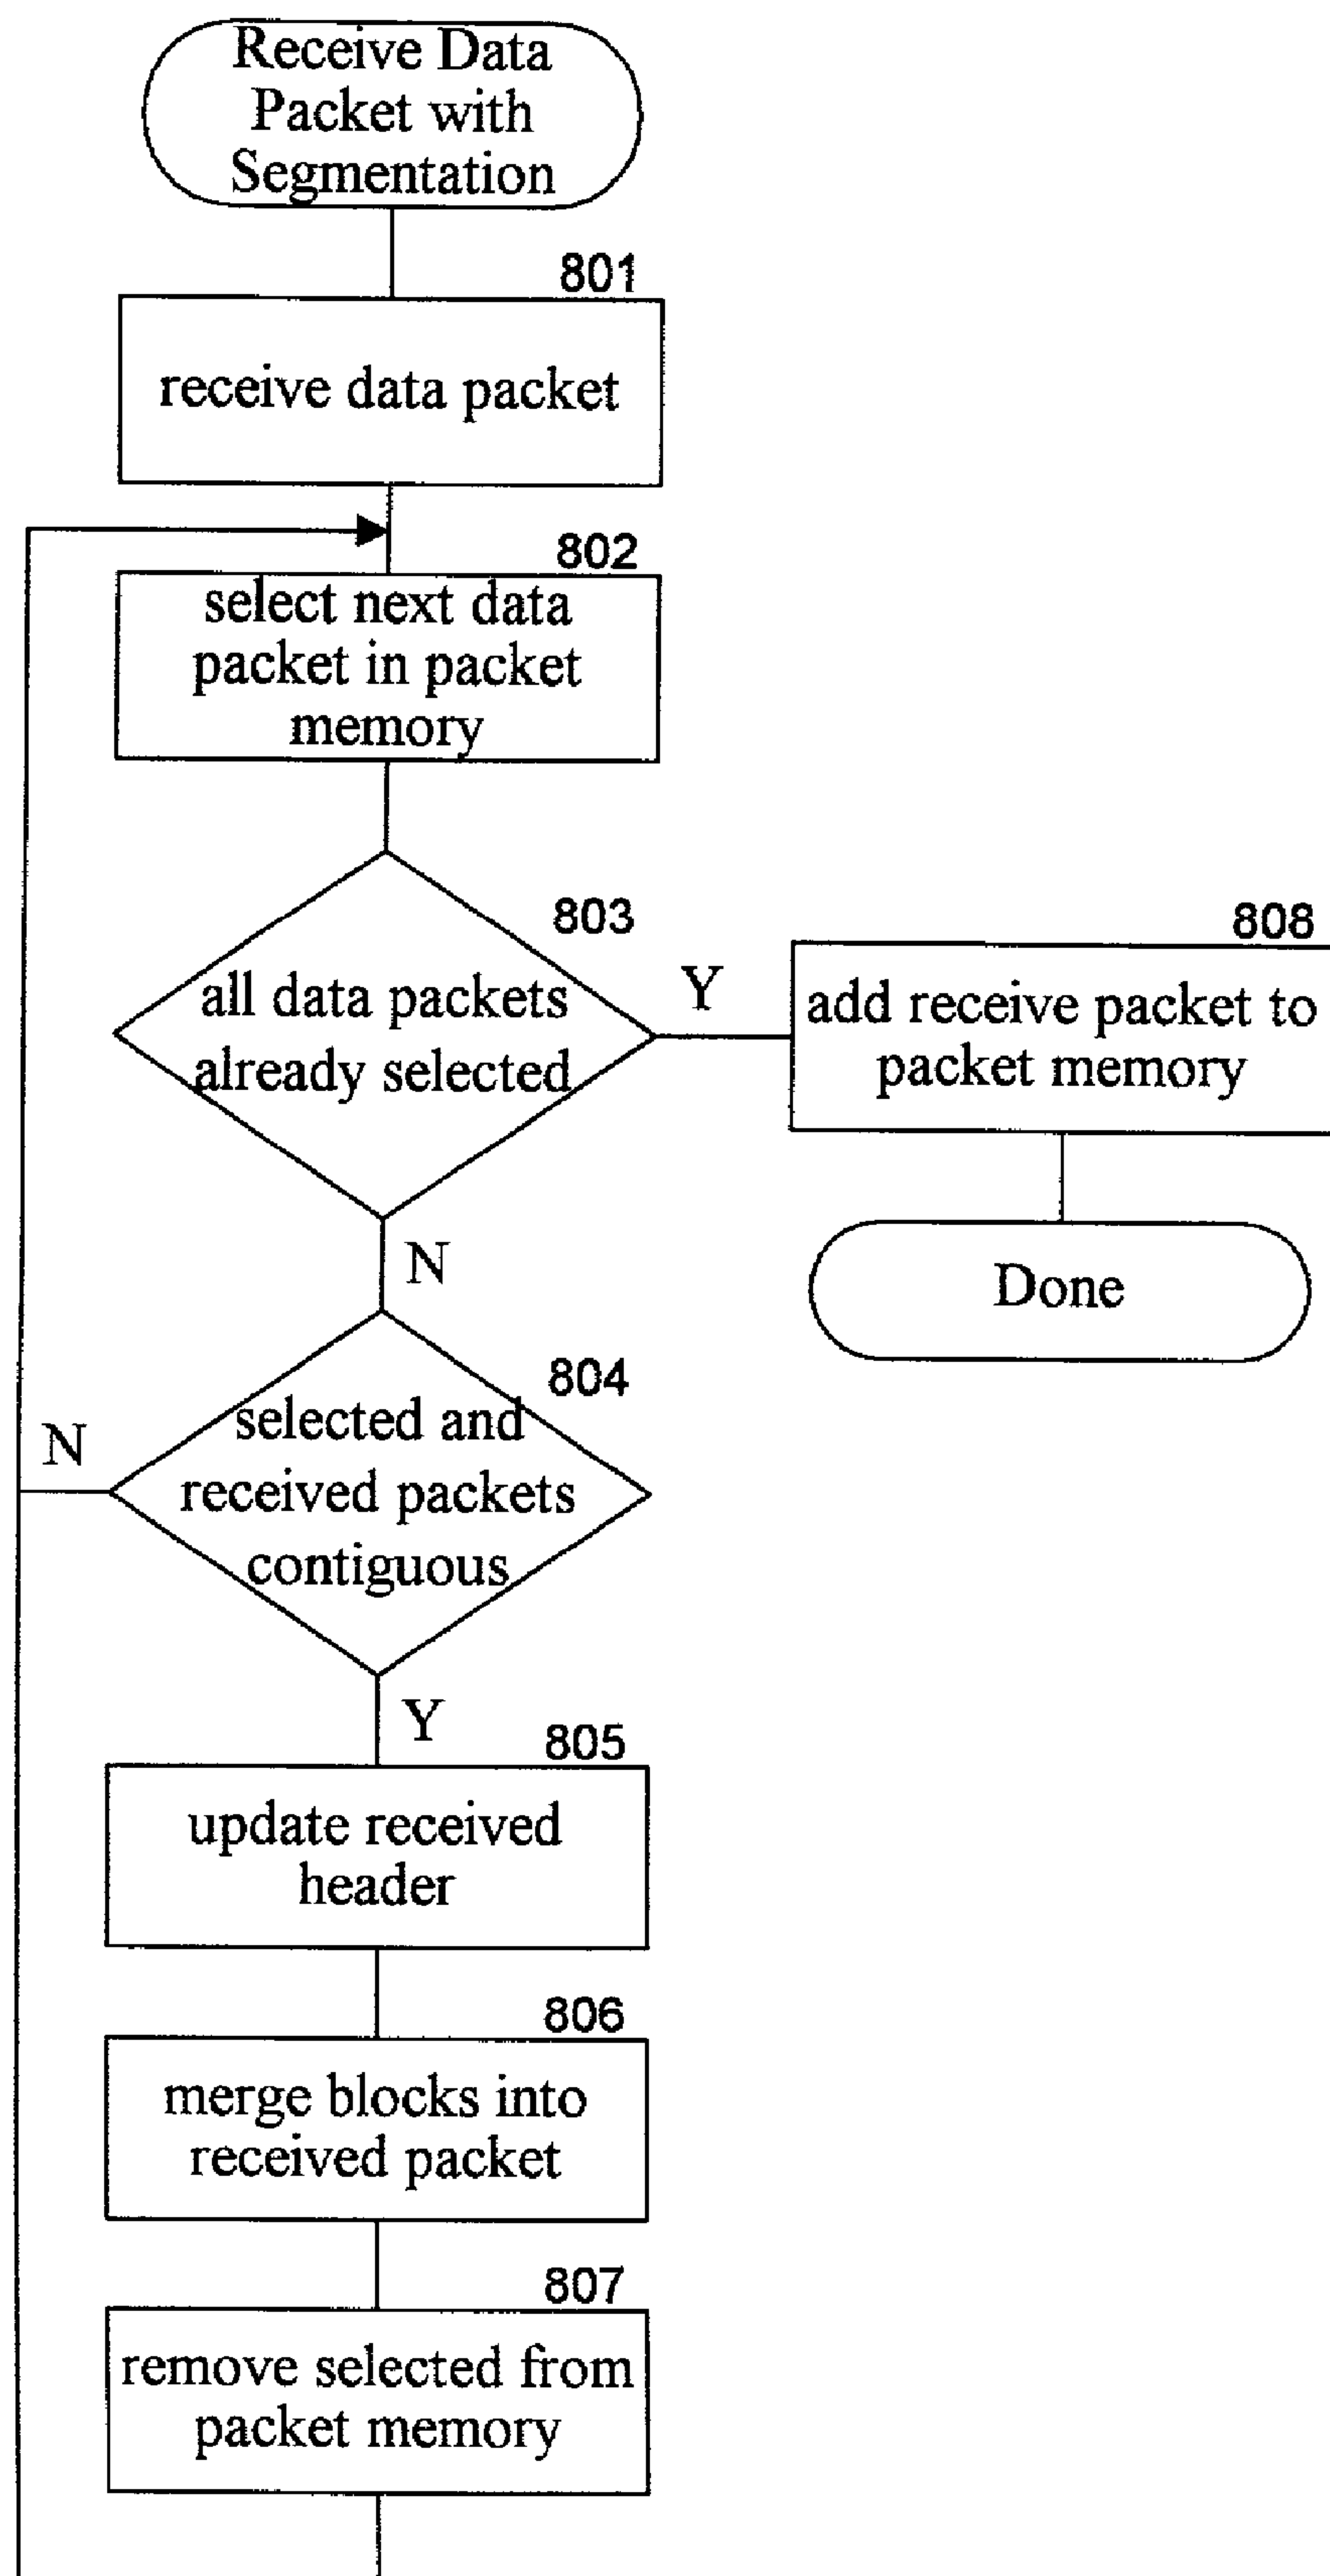 Receive Data
Packet with
Segmentation
801
receive data packet
802
select next data
packet in packet
memory
803
all data packets
already selected
Y
808
add receive packet to
packet memory
N
Done
804
selected and
received packets
contiguous
N
Y
805
update received
header
806
merge blocks into
received packet
807
remove selected from
packet memory